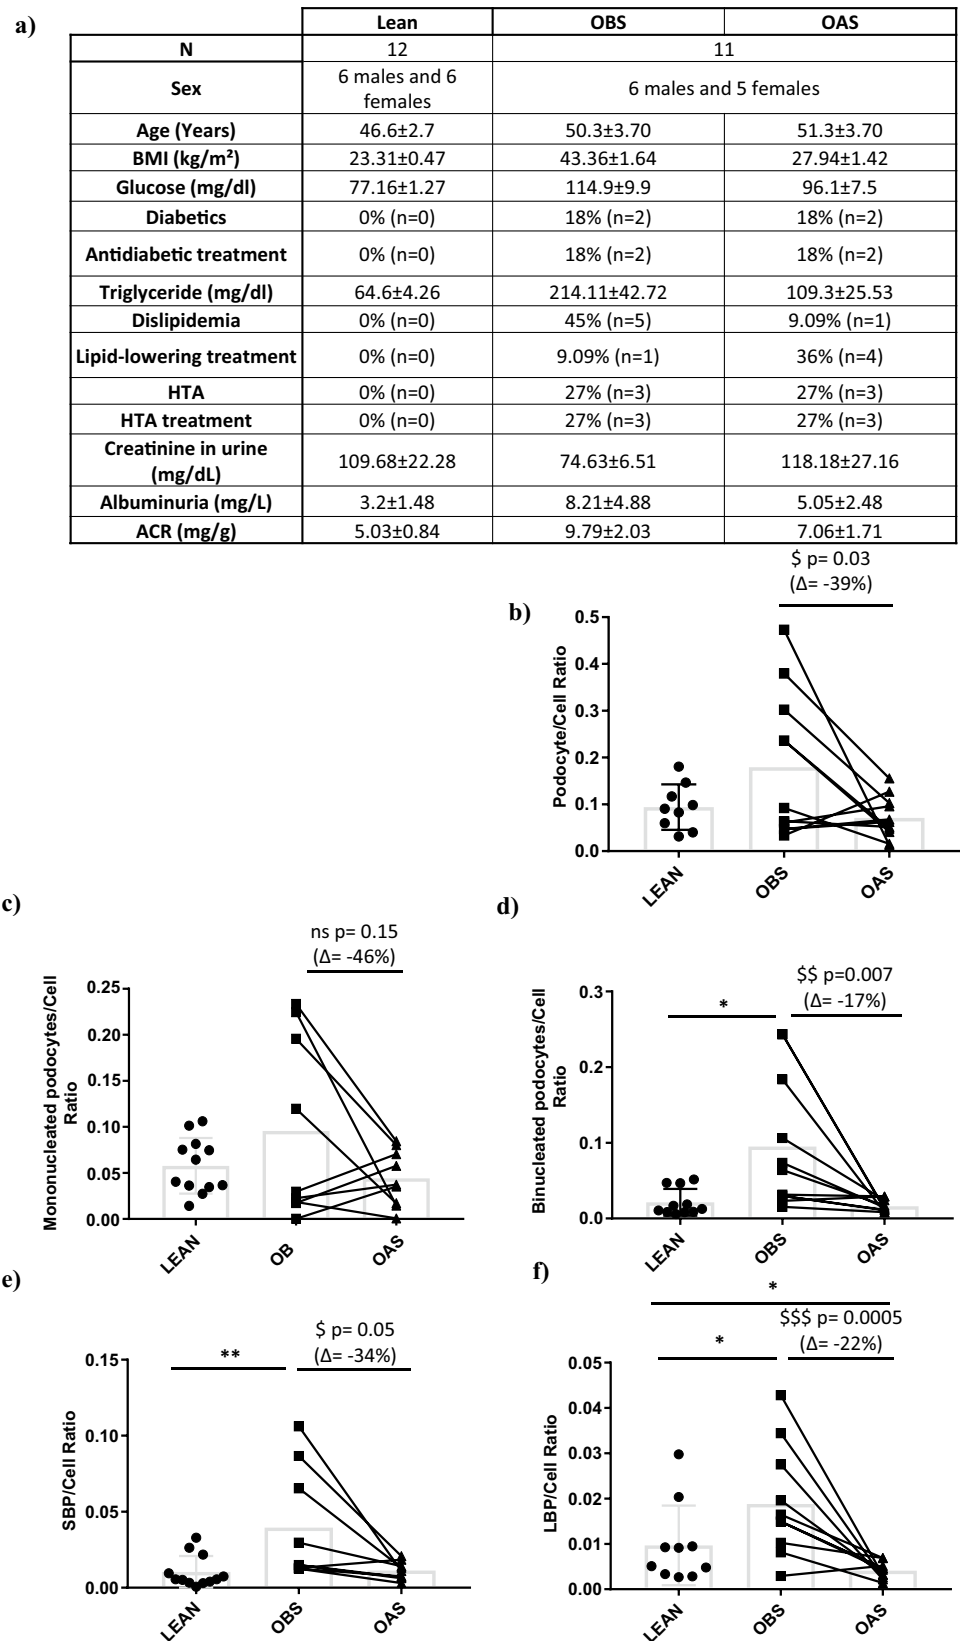 a)
Lean OBS OAS
N 12 11
Sex 6 males and 6 females 6 males and 5 females
Age (Years) 46.6±2.7 50.3±3.70 51.3±3.70
BMI (kg/m²) 23.31±0.47 43.36±1.64 27.94±1.42
Glucose (mg/dl) 77.16±1.27 114.9±9.9 96.1±7.5
Diabetics 0% (n=0) 18% (n=2) 18% (n=2)
Antidiabetic treatment 0% (n=0) 18% (n=2) 18% (n=2)
Triglyceride (mg/dl) 64.6±4.26 214.11±42.72 109.3±25.53
Dislipidemia 0% (n=0) 45% (n=5) 9.09% (n=1)
Lipid-lowering treatment 0% (n=0) 9.09% (n=1) 36% (n=4)
HTA 0% (n=0) 27% (n=3) 27% (n=3)
HTA treatment 0% (n=0) 27% (n=3) 27% (n=3)
Creatinine in urine (mg/dL) 109.68±22.28 74.63±6.51 118.18±27.16
Albuminuria (mg/L) 3.2±1.48 8.21±4.88 5.05±2.48
ACR (mg/g) 5.03±0.84 9.79±2.03 7.06±1.71
b)
$ p= 0.03
(Δ= -39%)
Podocyte/Cell Ratio
0.5
0.4
0.3
0.2
0.1
0.0
LEAN OBS OAS
c)
ns p= 0.15
(Δ= -46%)
Mononucleated podocytes/Cell
Ratio
0.25
0.20
0.15
0.10
0.05
0.00
LEAN OB OAS
d)
*
$$ p=0.007
(Δ= -17%)
Binucleated podocytes/Cell
Ratio
0.3
0.2
0.1
0.0
LEAN OBS OAS
e)
**
$ p= 0.05
(Δ= -34%)
SBP/Cell Ratio
0.15
0.10
0.05
0.00
LEAN OBS OAS
f)
*
*
$$$ p= 0.0005
(Δ= -22%)
LBP/Cell Ratio
0.05
0.04
0.03
0.02
0.01
0.00
LEAN OBS OAS